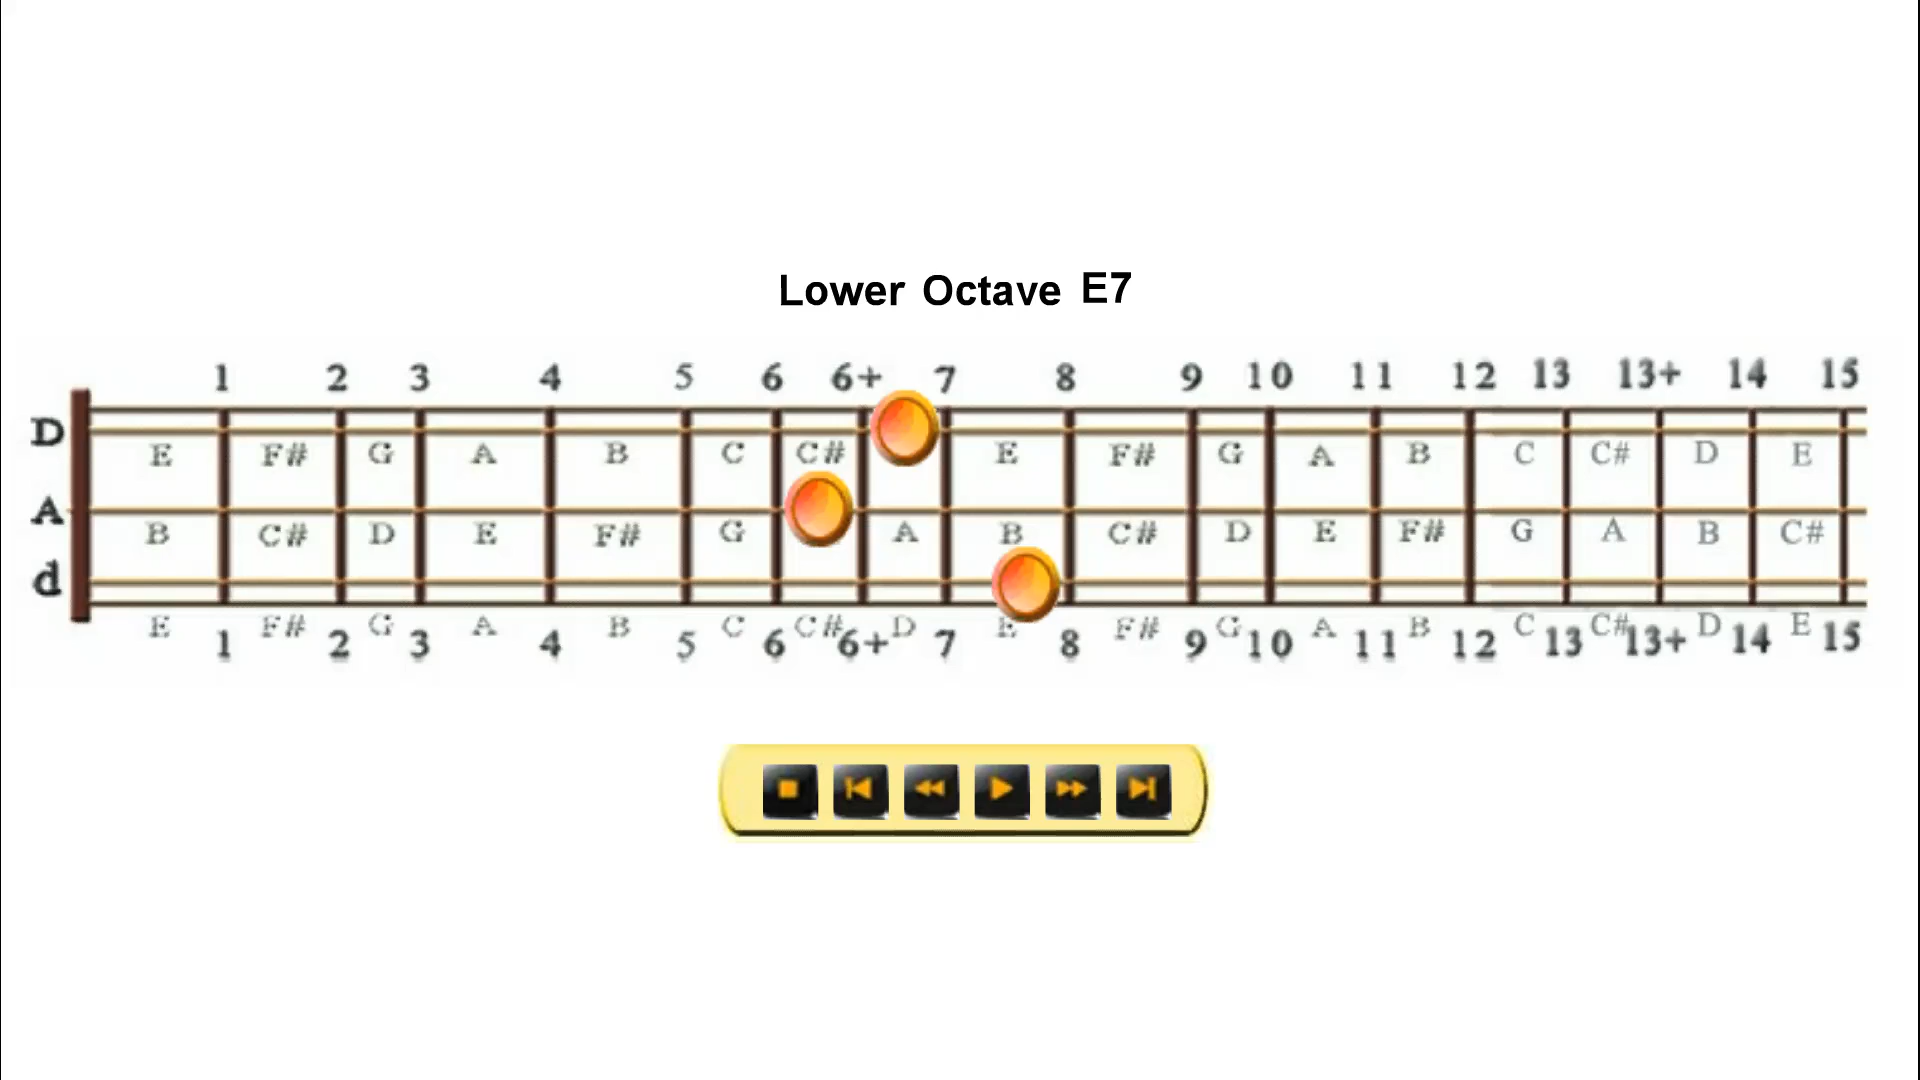 Lower Octave E7
1 2 3 4 5 6 6+ 7 8 9 10 11 12 13 13+ 14 15
D
E F# G A B C C# E F# G A B C C# D E
A
B C# D E F# G A B C# D E F# G A B C#
d
E F# G A B C C# D E F# G A B C C# D E
1 2 3 4 5 6 6+ 7 8 9 10 11 12 13 13+ 14 15